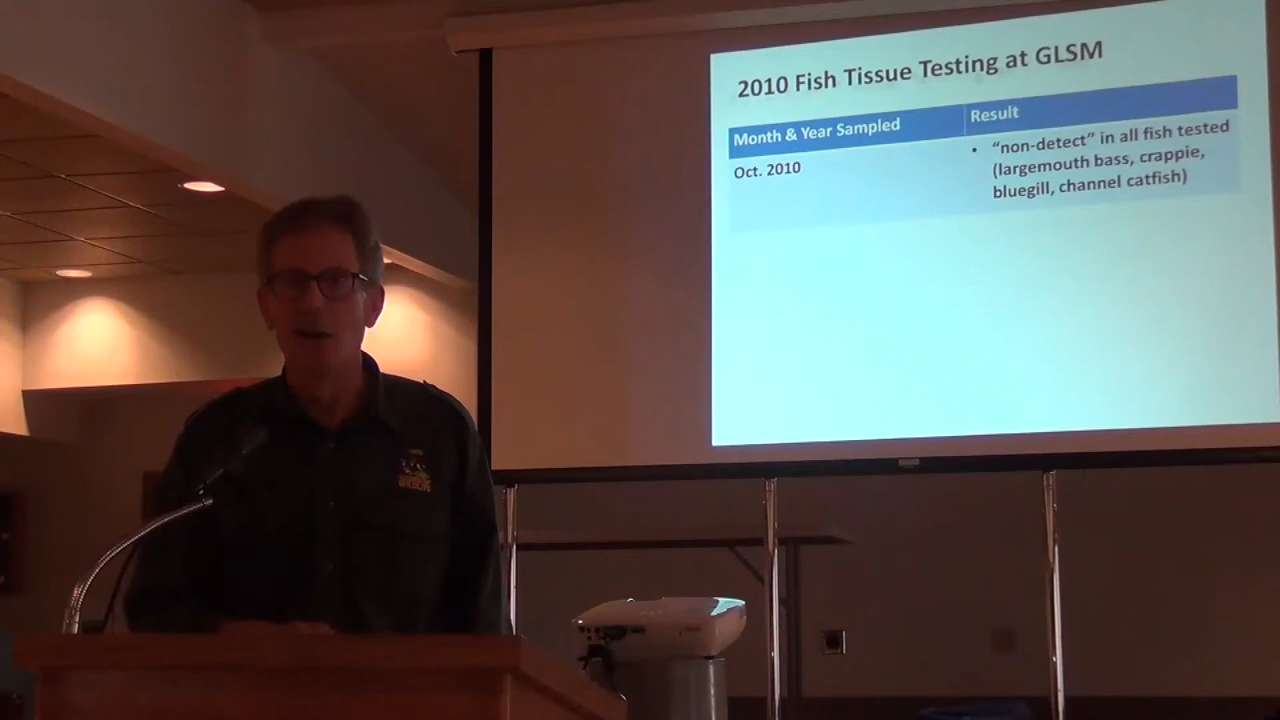 2010 Fish Tissue Testing at GLSM
Month & Year Sampled
Result
Oct. 2010
• “non-detect” in all fish tested
(largemouth bass, crappie,
bluegill, channel catfish)